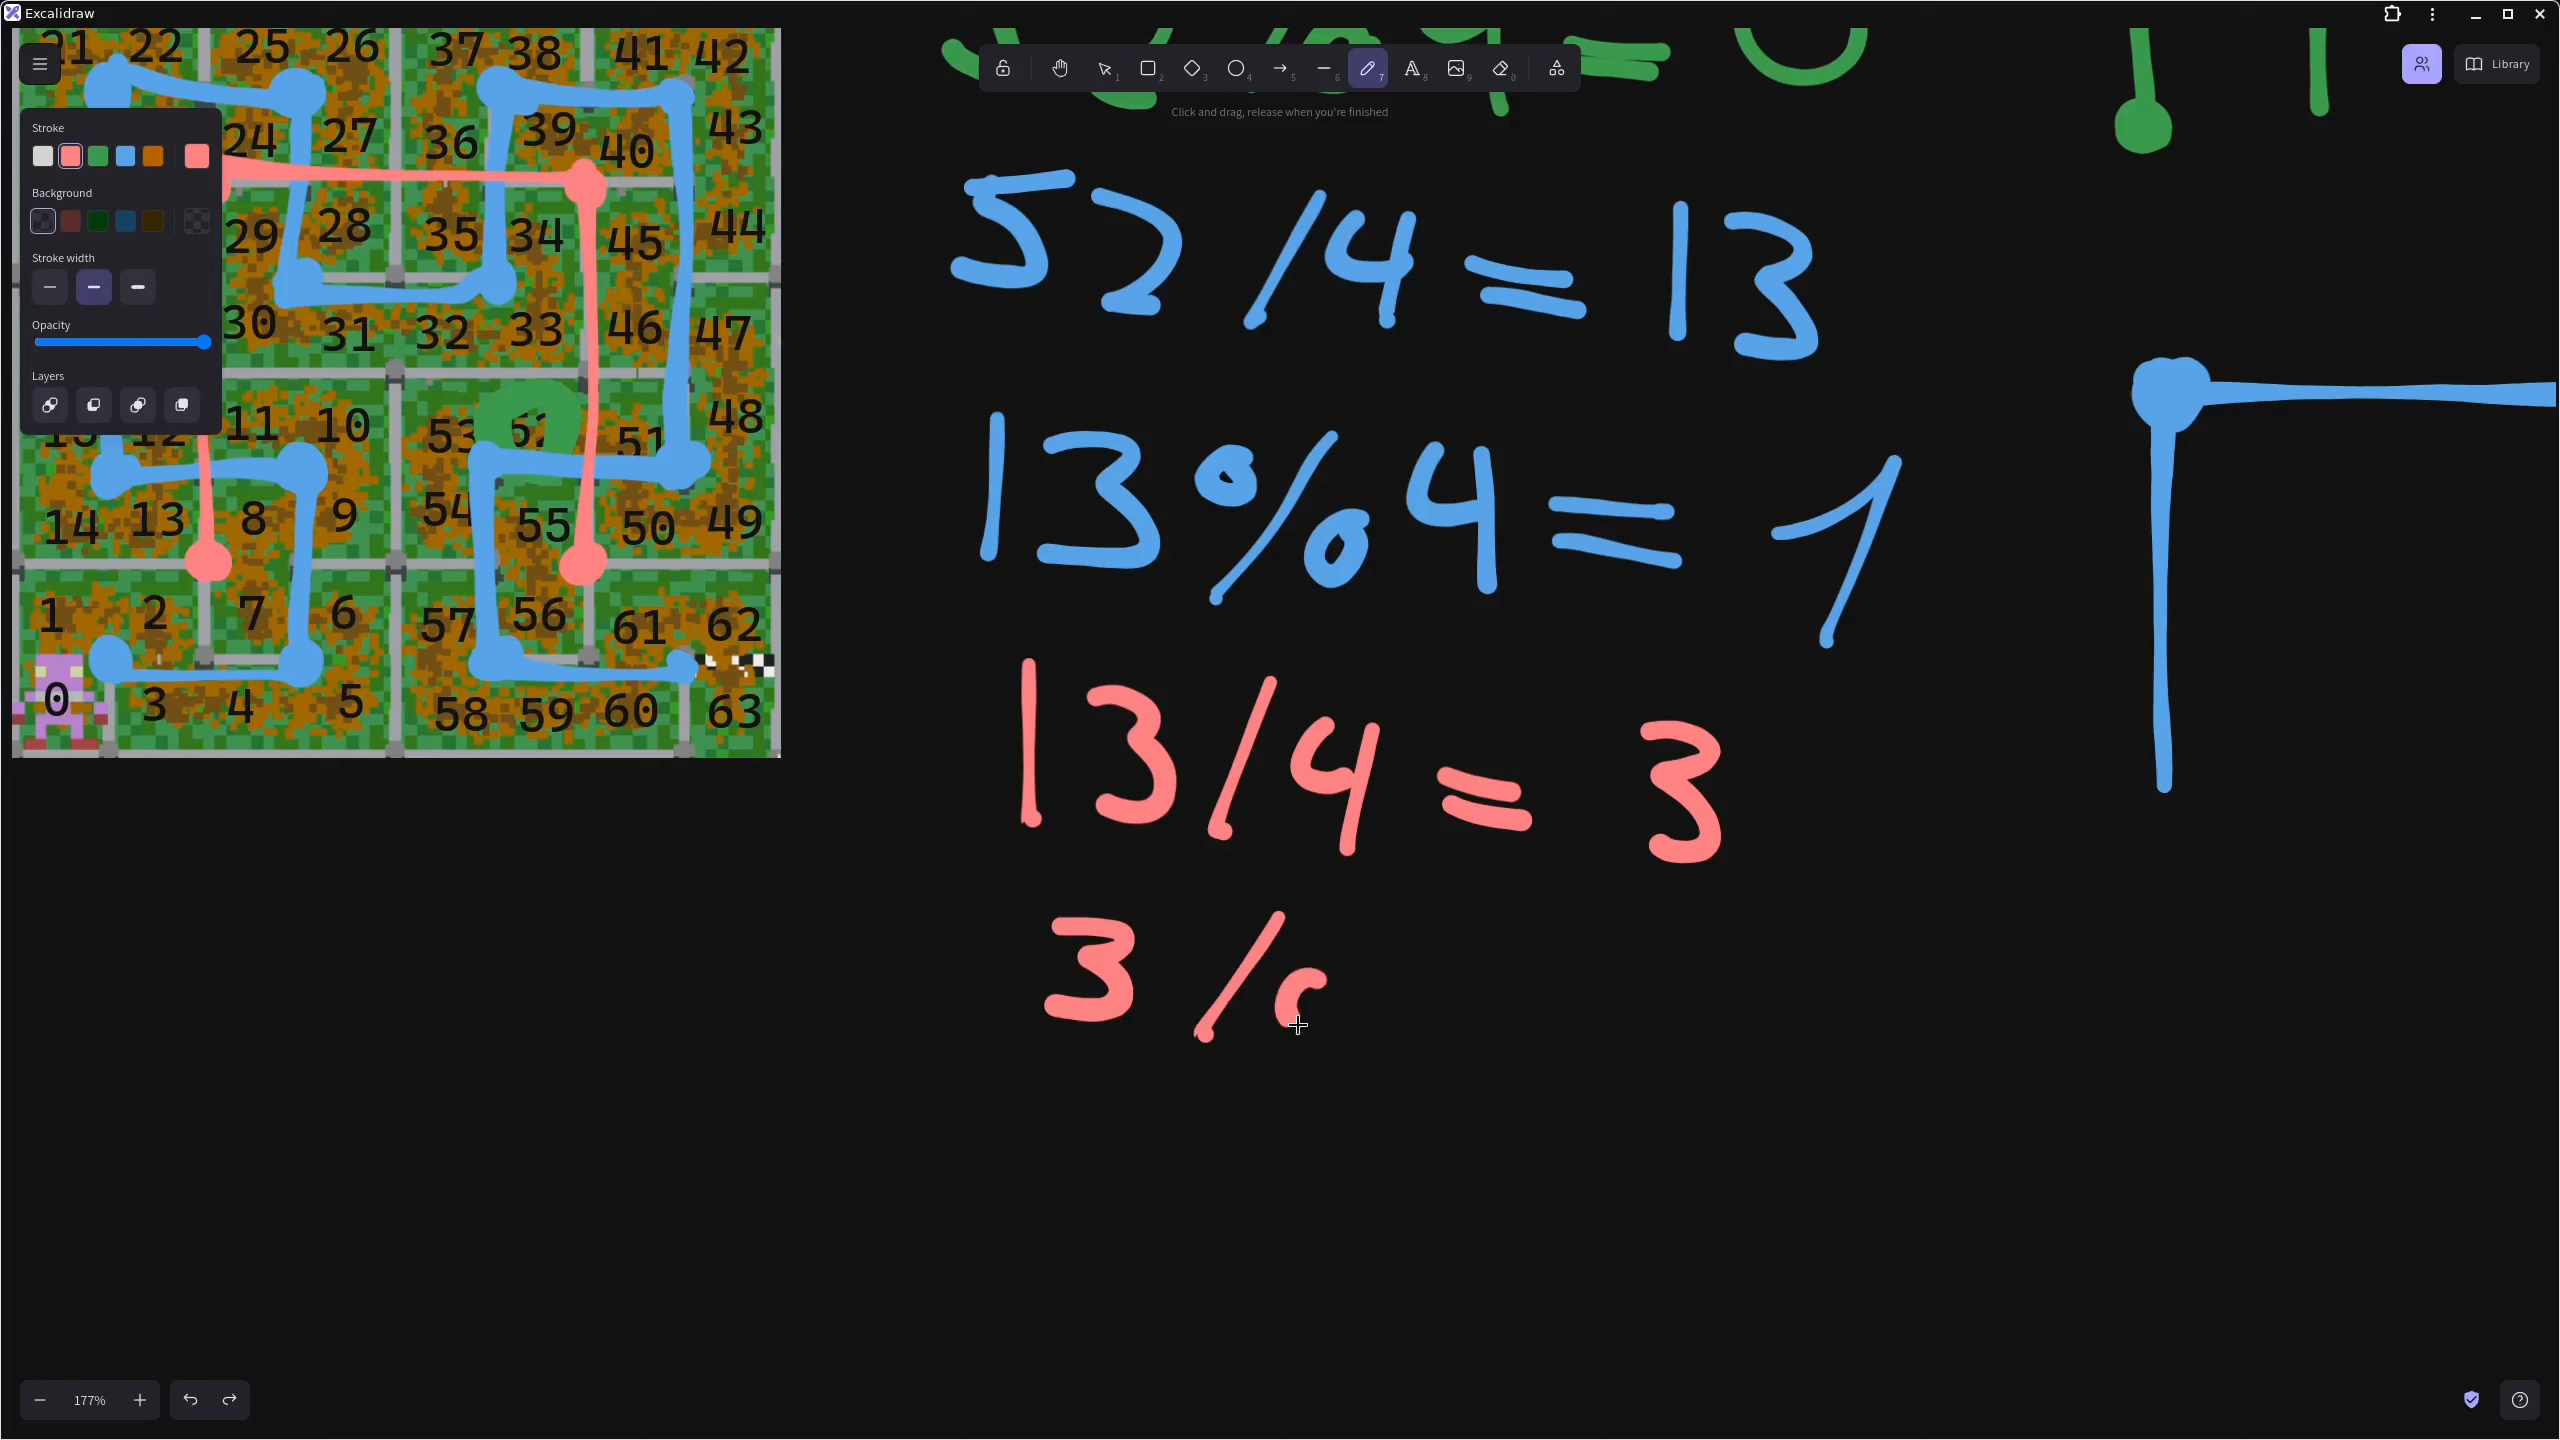 Excalidraw
21 22 25 26 37 38 41 42
Library
Click and drag, release when you're finished
Stroke
24 27 36 39 40 43
Background
29 28 35 34 45 44
Stroke width
30 31 32 33 46 47
Opacity
Layers
11 10 53 52 51 48
14 13 8 9 54 55 50 49
1 2 7 6 57 56 61 62
0 3 4 5 58 59 60 63
52/4 = 13
13%4 = 1
13/4 = 3
3 /
177%